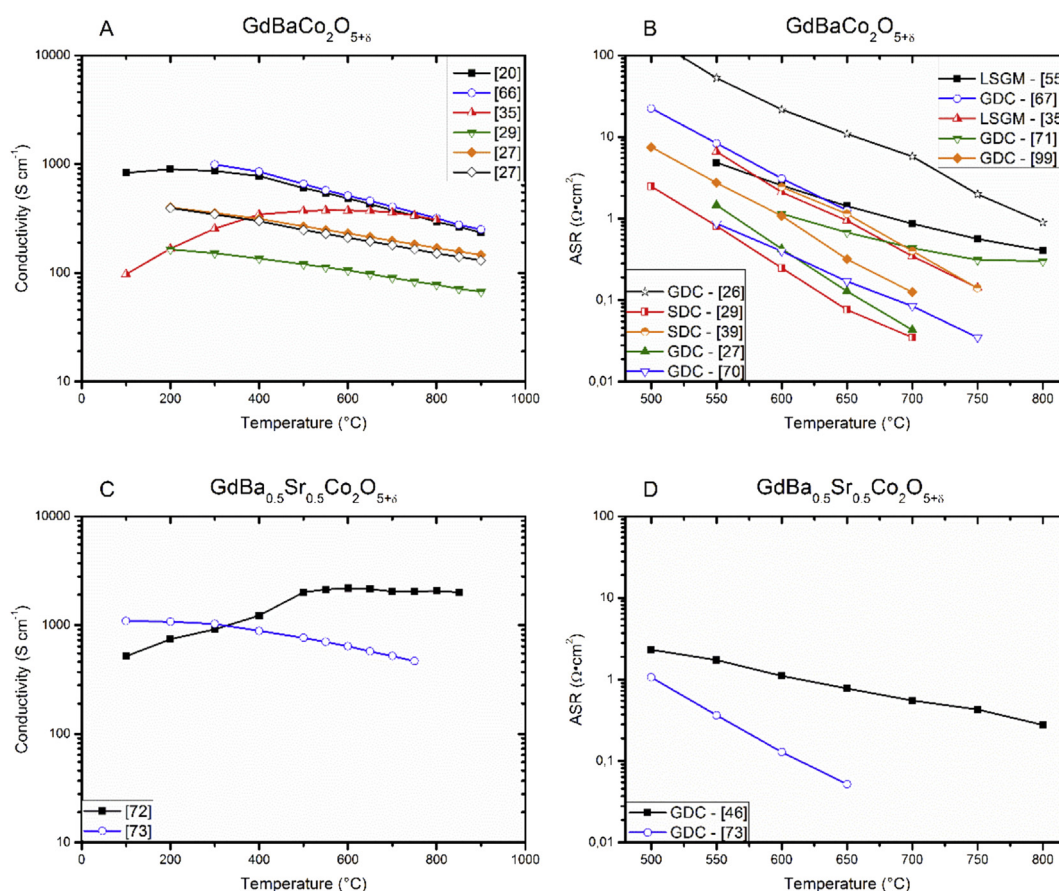 A GdBaCo2O5+δ
10000
1000
100
10
0 200 400 600 800 1000
Conductivity (S cm-1)
Temperature (°C)
[20]
[66]
[35]
[29]
[27]
[27]
B GdBaCo2O5+δ
100
10
1
0,1
0,01
500 550 600 650 700 750 800
ASR (Ω•cm2)
Temperature (°C)
LSGM - [55
GDC - [67]
LSGM - [35
GDC - [71]
GDC - [99]
GDC - [26]
SDC - [29]
SDC - [39]
GDC - [27]
GDC - [70]
C GdBa0.5Sr0.5Co2O5+δ
10000
1000
100
10
0 200 400 600 800 1000
Conductivity (S cm-1)
Temperature (°C)
[72]
[73]
D GdBa0.5Sr0.5Co2O5+δ
100
10
1
0,1
0,01
500 550 600 650 700 750 800
ASR (Ω•cm2)
Temperature (°C)
GDC - [46]
GDC - [73]